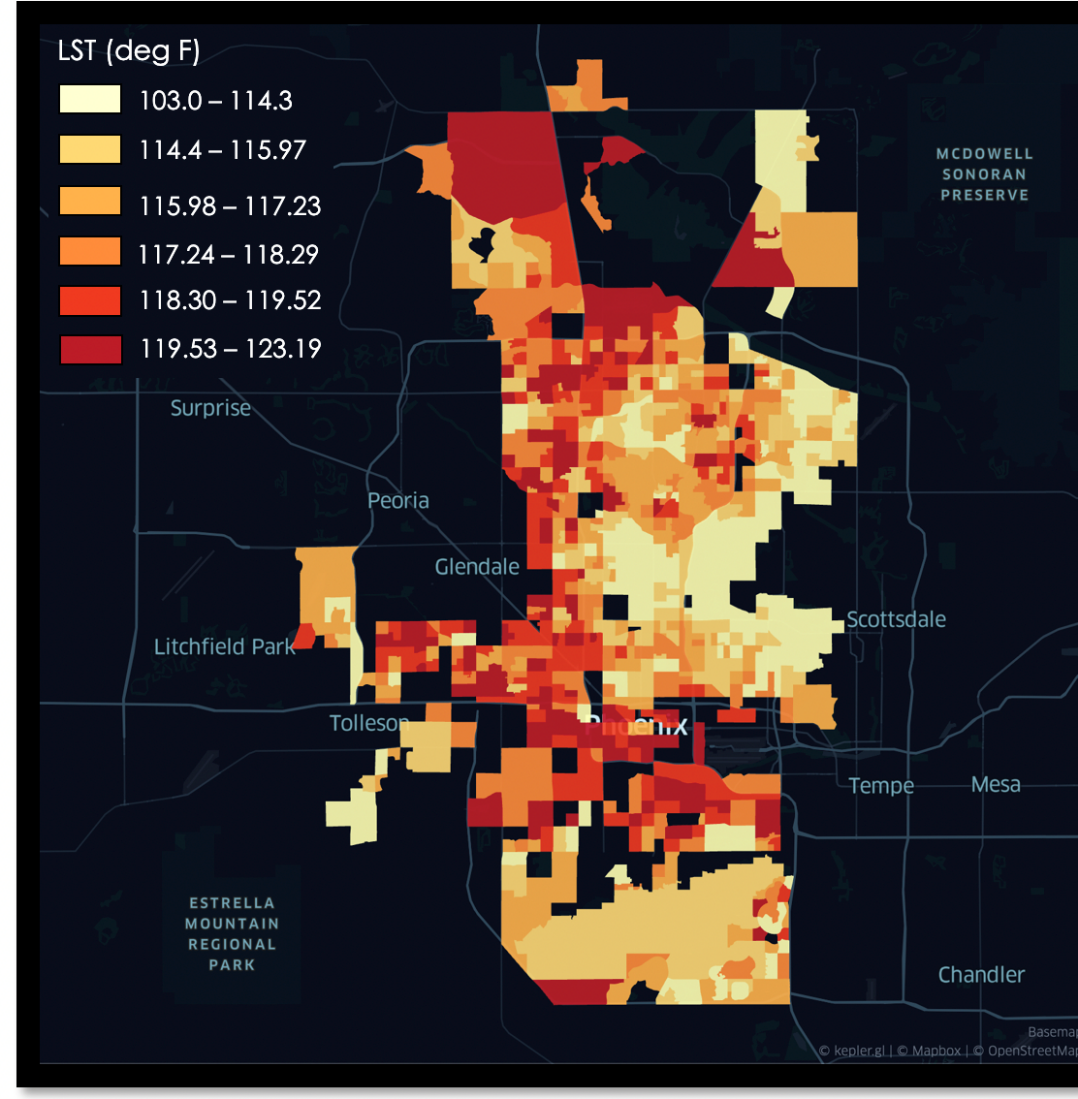 LST (deg F)
103.0 – 114.3
114.4 – 115.97
115.98 – 117.23
117.24 – 118.29
118.30 – 119.52
119.53 – 123.19
MCDOWELL
SONORAN
PRESERVE
Surprise
Peoria
Glendale
Scottsdale
Litchfield Park
Tolleson
Phoenix
Tempe
Mesa
ESTRELLA
MOUNTAIN
REGIONAL
PARK
Chandler
Basemap
© kepler.gl | © Mapbox | © OpenStreetMap